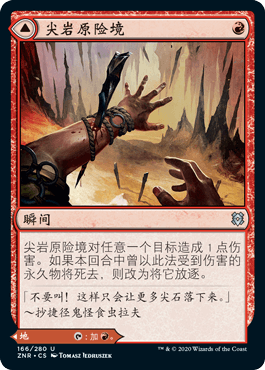 尖岩原险境
瞬间
尖岩原险境对任意一个目标造成1点伤
害。如果本回合中曾以此法受到伤害的
永久物将死去，则改为将它放逐。
「不要叫！这样只会让更多尖石落下来。」
～抄捷径鬼怪食虫拉夫
地
：加。
166/280 U
ZNR • CS TOMASZ JEDRUSZEK
™ & © 2020 Wizards of the Coast